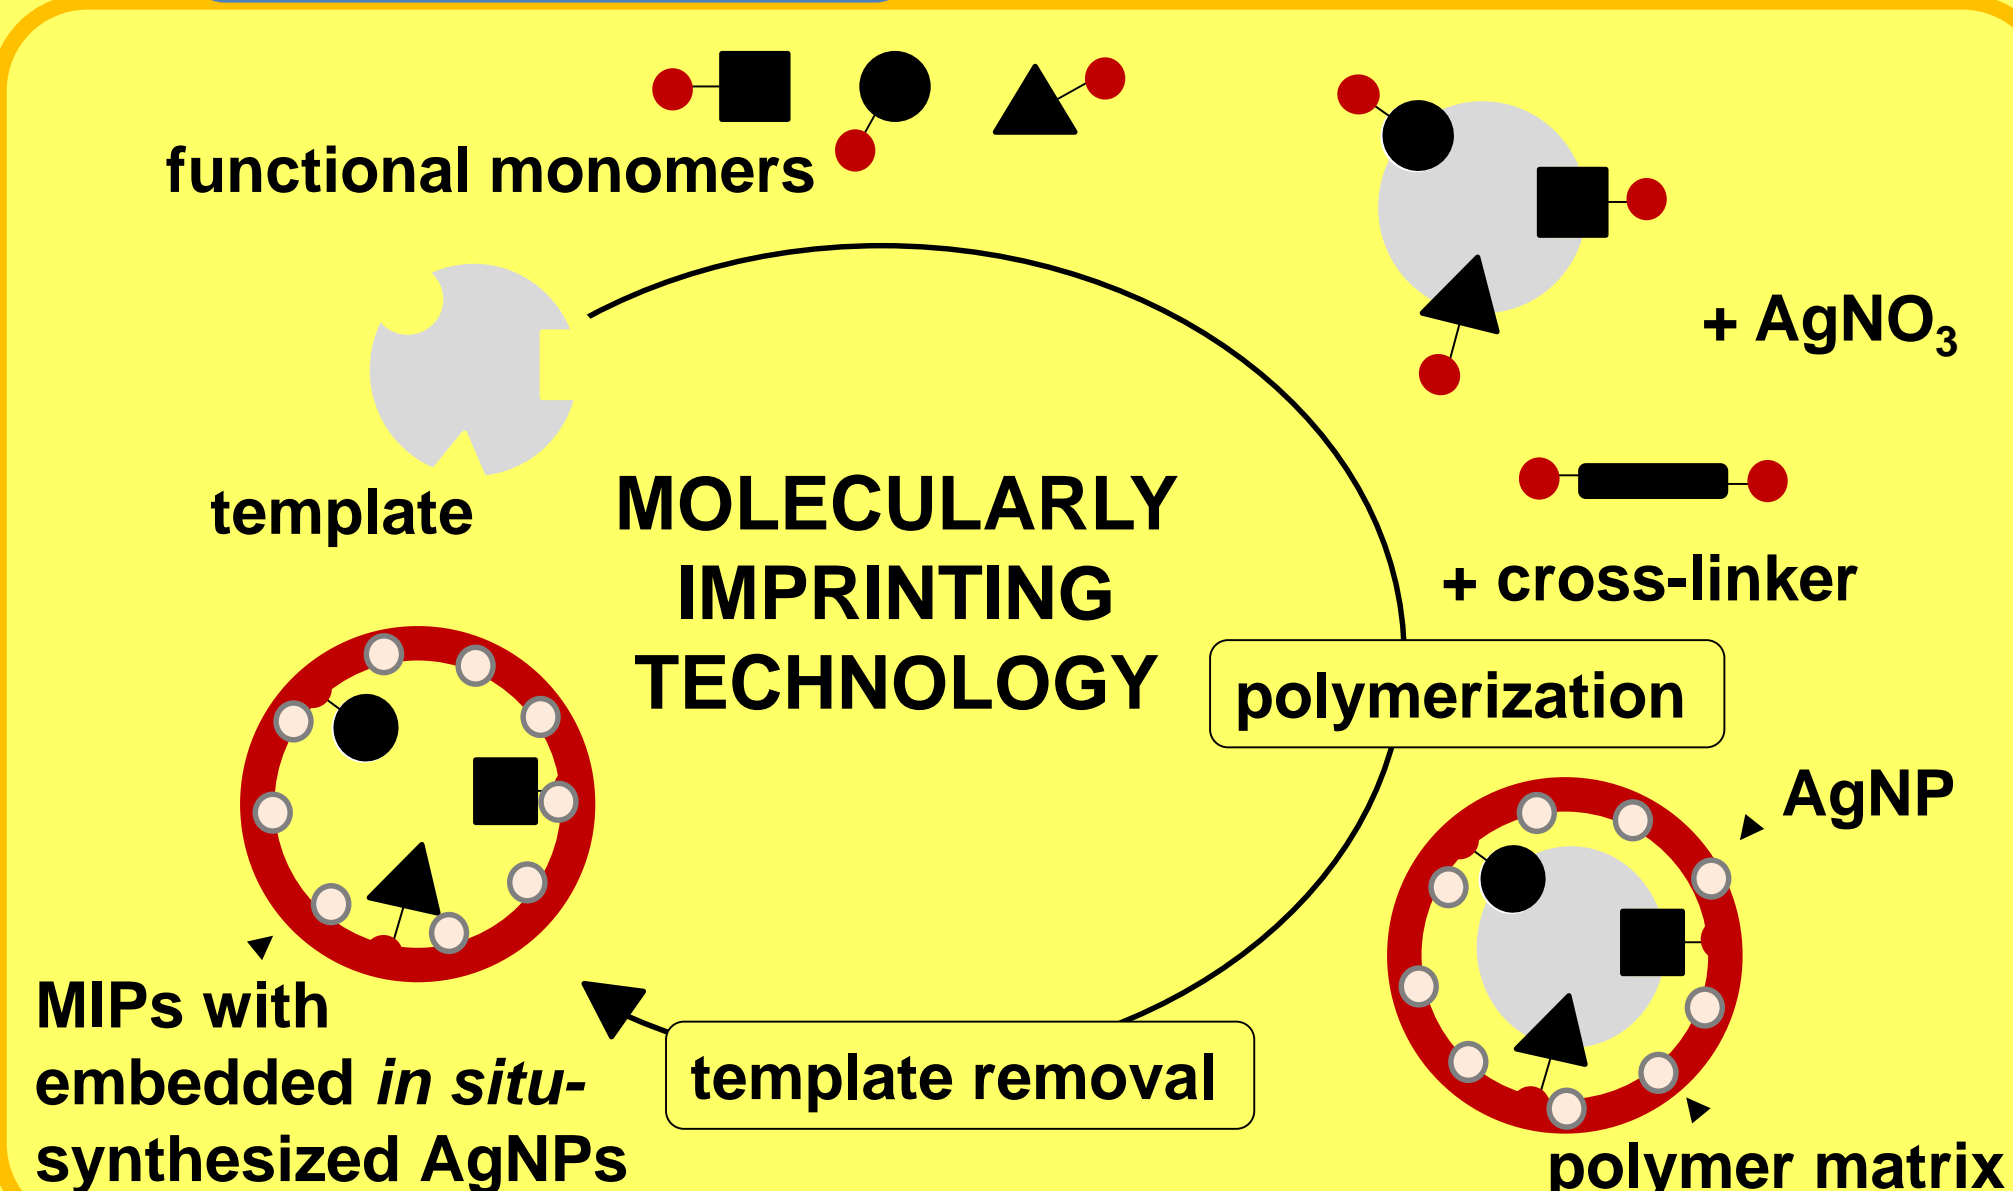 functional monomers
+ AgNO₃
template
MOLECULARLY
IMPRINTING
TECHNOLOGY
+ cross-linker
polymerization
AgNP
MIPs with
embedded in situ-
synthesized AgNPs
template removal
polymer matrix